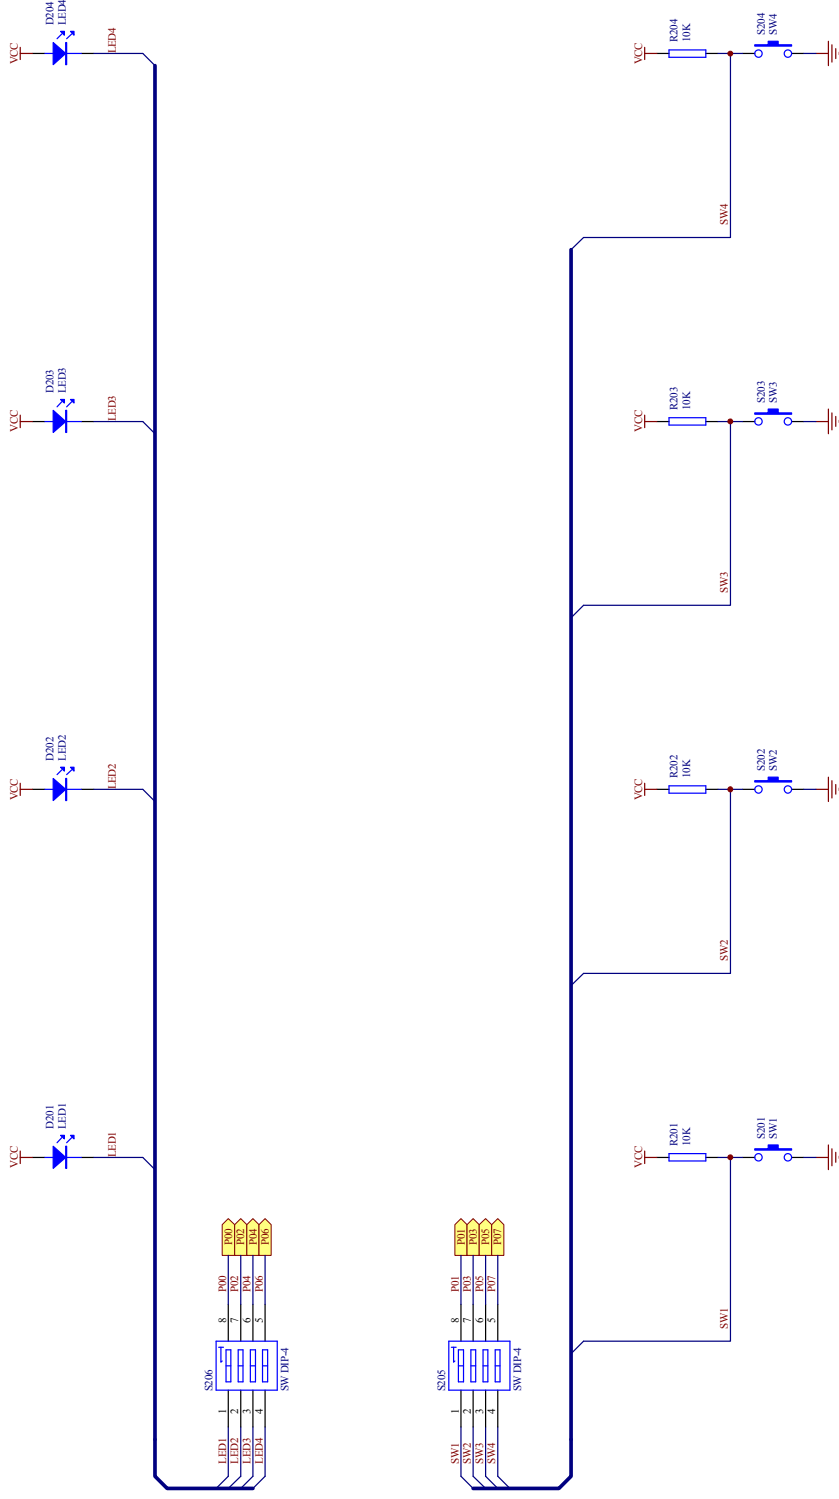 VCC
D204
LED4
LED4
VCC
D203
LED3
LED3
VCC
D202
LED2
LED2
VCC
D201
LED1
LED1
P00
P02
P04
P06
P00
P02
P04
P06
8
7
6
5
S206
SW DIP-4
1
2
3
4
LED1
LED2
LED3
LED4
P01
P03
P05
P07
P01
P03
P05
P07
8
7
6
5
S205
SW DIP-4
1
2
3
4
SW1
SW2
SW3
SW4
VCC
R204
10K
S204
SW4
SW4
VCC
R203
10K
S203
SW3
SW3
VCC
R202
10K
S202
SW2
SW2
VCC
R201
10K
S201
SW1
SW1